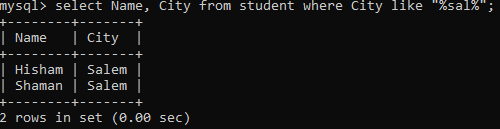 mysql> select Name, City from student where City like "%sal%";
+--------+-------+
| Name   | City  |
+--------+-------+
| Hisham | Salem |
| Shaman | Salem |
+--------+-------+
2 rows in set (0.00 sec)